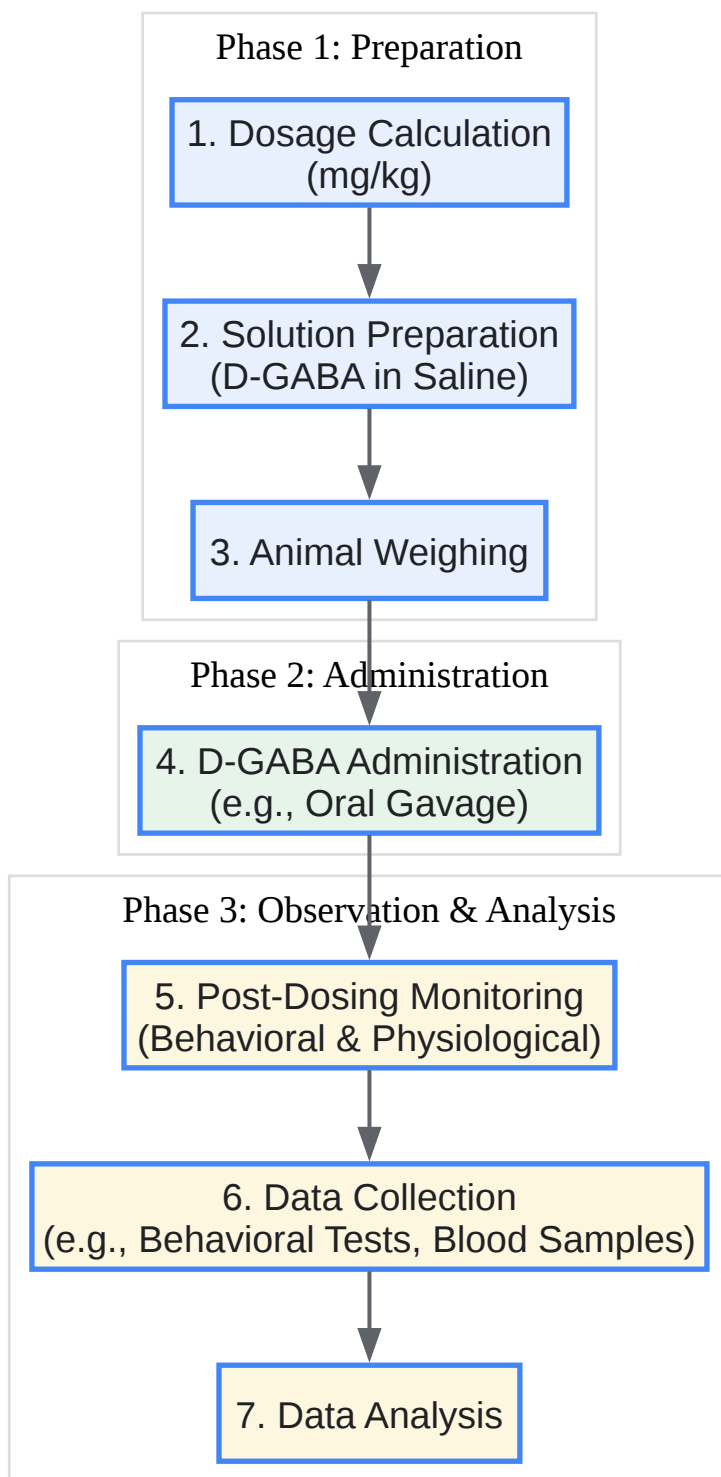 Phase 1: Preparation
1. Dosage Calculation
(mg/kg)
2. Solution Preparation
(D-GABA in Saline)
3. Animal Weighing
Phase 2: Administration
4. D-GABA Administration
(e.g., Oral Gavage)
Phase 3: Observation & Analysis
5. Post-Dosing Monitoring
(Behavioral & Physiological)
6. Data Collection
(e.g., Behavioral Tests, Blood Samples)
7. Data Analysis